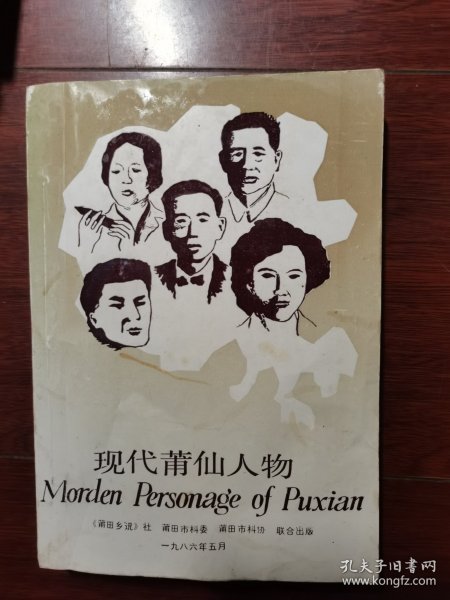 现代莆仙人物
Morden Personage of Puxian
《莆田乡讯》社 莆田市科委 莆田市科协 联合出版
一九八六年五月
孔夫子旧书网
www.kongfz.com